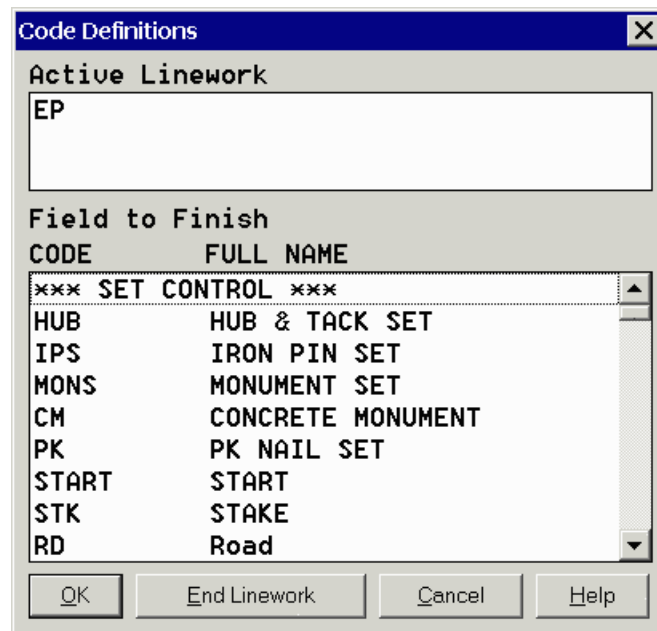 Code Definitions
Active Linework
EP
Field to Finish
CODE FULL NAME
*** SET CONTROL ***
HUB HUB & TACK SET
IPS IRON PIN SET
MONS MONUMENT SET
CM CONCRETE MONUMENT
PK PK NAIL SET
START START
STK STAKE
RD Road
OK End Linework Cancel Help